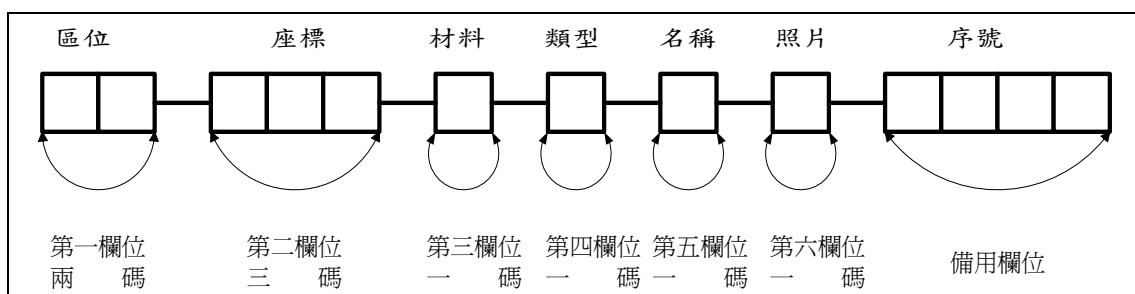 區位 座標 材料 類型 名稱 照片 序號
第一欄位 第二欄位 第三欄位 第四欄位 第五欄位 第六欄位 備用欄位
兩 碼 三 碼 一 碼 一 碼 一 碼 一 碼